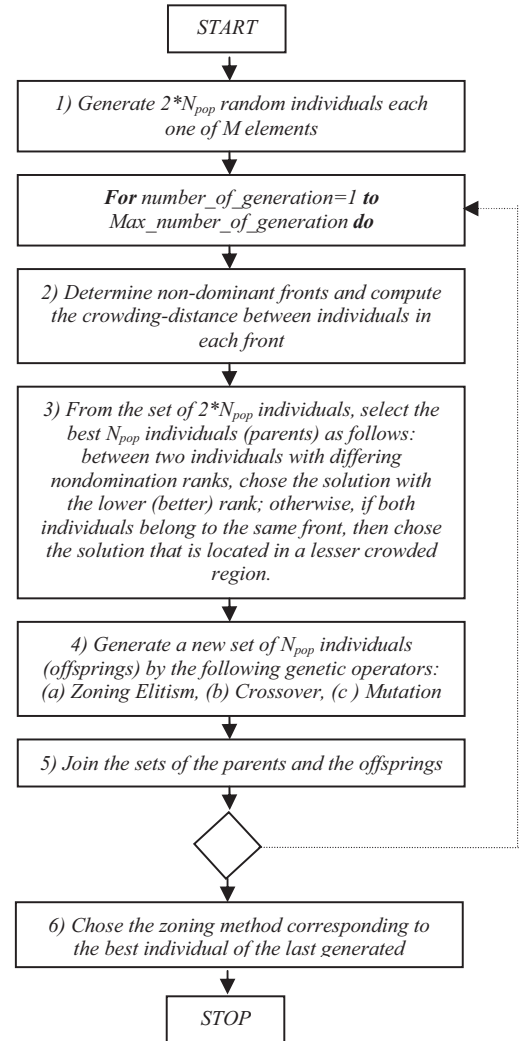 START
1) Generate 2*Npop random individuals each
one of M elements
For number_of_generation=1 to
Max_number_of_generation do
2) Determine non-dominant fronts and compute
the crowding-distance between individuals in
each front
3) From the set of 2*Npop individuals, select the
best Npop individuals (parents) as follows:
between two individuals with differing
nondomination ranks, chose the solution with
the lower (better) rank; otherwise, if both
individuals belong to the same front, then chose
the solution that is located in a lesser crowded
region.
4) Generate a new set of Npop individuals
(offsprings) by the following genetic operators:
(a) Zoning Elitism, (b) Crossover, (c ) Mutation
5) Join the sets of the parents and the offsprings
6) Chose the zoning method corresponding to
the best individual of the last generated
STOP